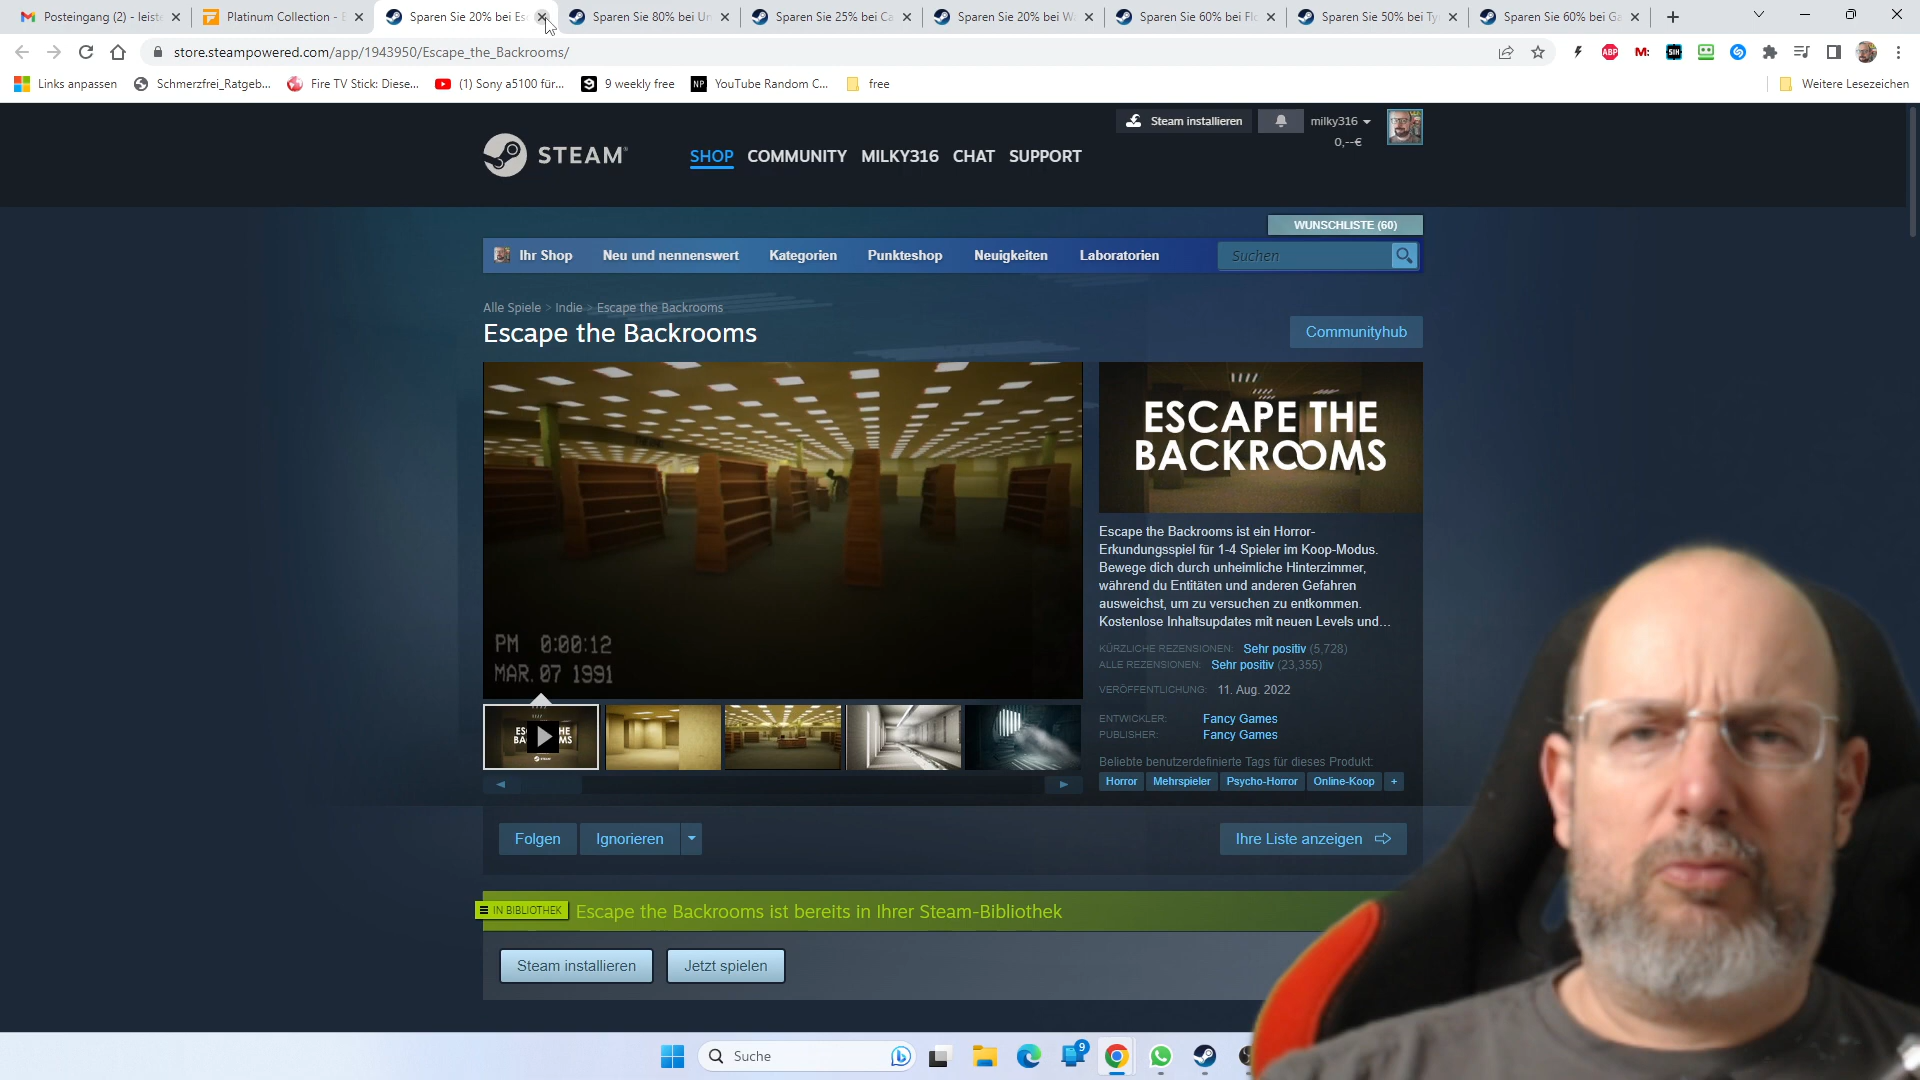 Posteingang (2) - leist
Platinum Collection - E
Sparen Sie 20% bei Es
Sparen Sie 80% bei Un
Sparen Sie 25% bei Ca
Sparen Sie 20% bei W
Sparen Sie 60% bei Flo
Sparen Sie 50% bei Ty
Sparen Sie 60% bei Ga
store.steampowered.com/app/1943950/Escape_the_Backrooms/
ABP
M:
SIH
Links anpassen
Schmerzfrei_Ratgeb...
Fire TV Stick: Diese...
(1) Sony a5100 für...
9 weekly free
NP
YouTube Random C...
free
Weitere Lesezeichen
Steam installieren
milky316
0,--€
STEAM
SHOP COMMUNITY MILKY316 CHAT SUPPORT
WUNSCHLISTE (60)
Ihr Shop Neu und nennenswert Kategorien Punkteshop Neuigkeiten Laboratorien
Suchen
Alle Spiele > Indie > Escape the Backrooms
Escape the Backrooms
Communityhub
PM 0:00:12
MAR. 07 1991
ESCAPE THE
BACKROOMS
Escape the Backrooms ist ein Horror-
Erkundungsspiel für 1-4 Spieler im Koop-Modus.
Bewege dich durch unheimliche Hinterzimmer,
während du Entitäten und anderen Gefahren
ausweichst, um zu versuchen zu entkommen.
Kostenlose Inhaltsupdates mit neuen Levels und...
KÜRZLICHE REZENSIONEN: Sehr positiv (5,728)
ALLE REZENSIONEN: Sehr positiv (23,355)
VERÖFFENTLICHUNG: 11. Aug. 2022
ENTWICKLER: Fancy Games
PUBLISHER: Fancy Games
Beliebte benutzerdefinierte Tags für dieses Produkt:
Horror Mehrspieler Psycho-Horror Online-Koop +
Folgen
Ignorieren
Ihre Liste anzeigen
IN BIBLIOTHEK
Escape the Backrooms ist bereits in Ihrer Steam-Bibliothek
Steam installieren
Jetzt spielen
Suche
9